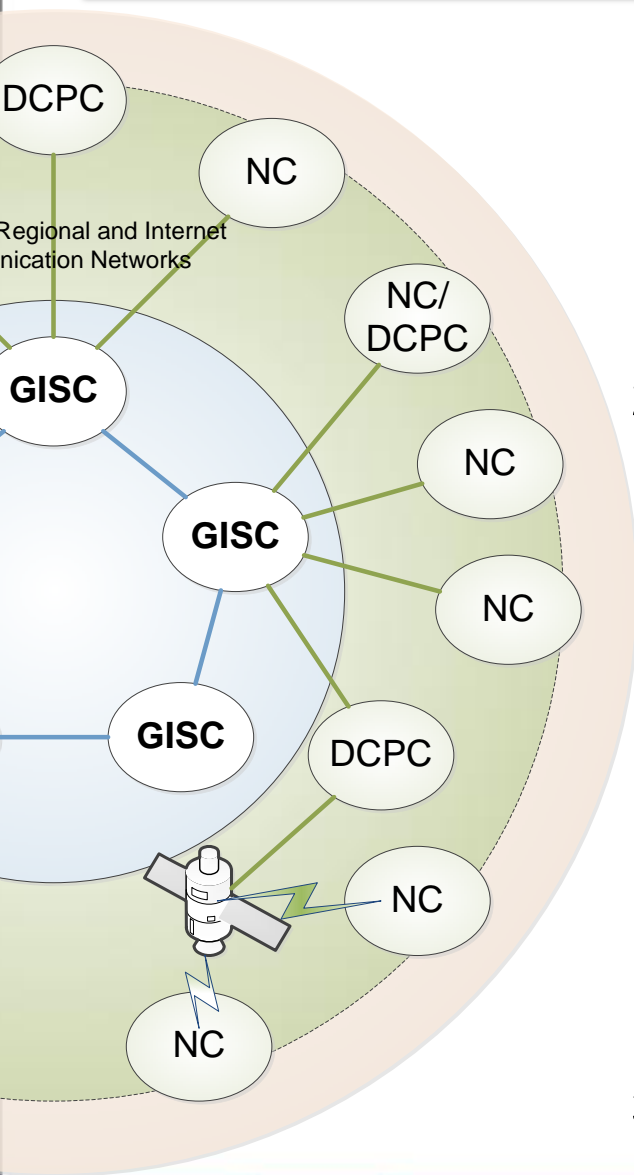 DCPC
NC
Regional and Internet
nication Networks
NC/
DCPC
GISC
NC
GISC
NC
GISC
DCPC
NC
NC